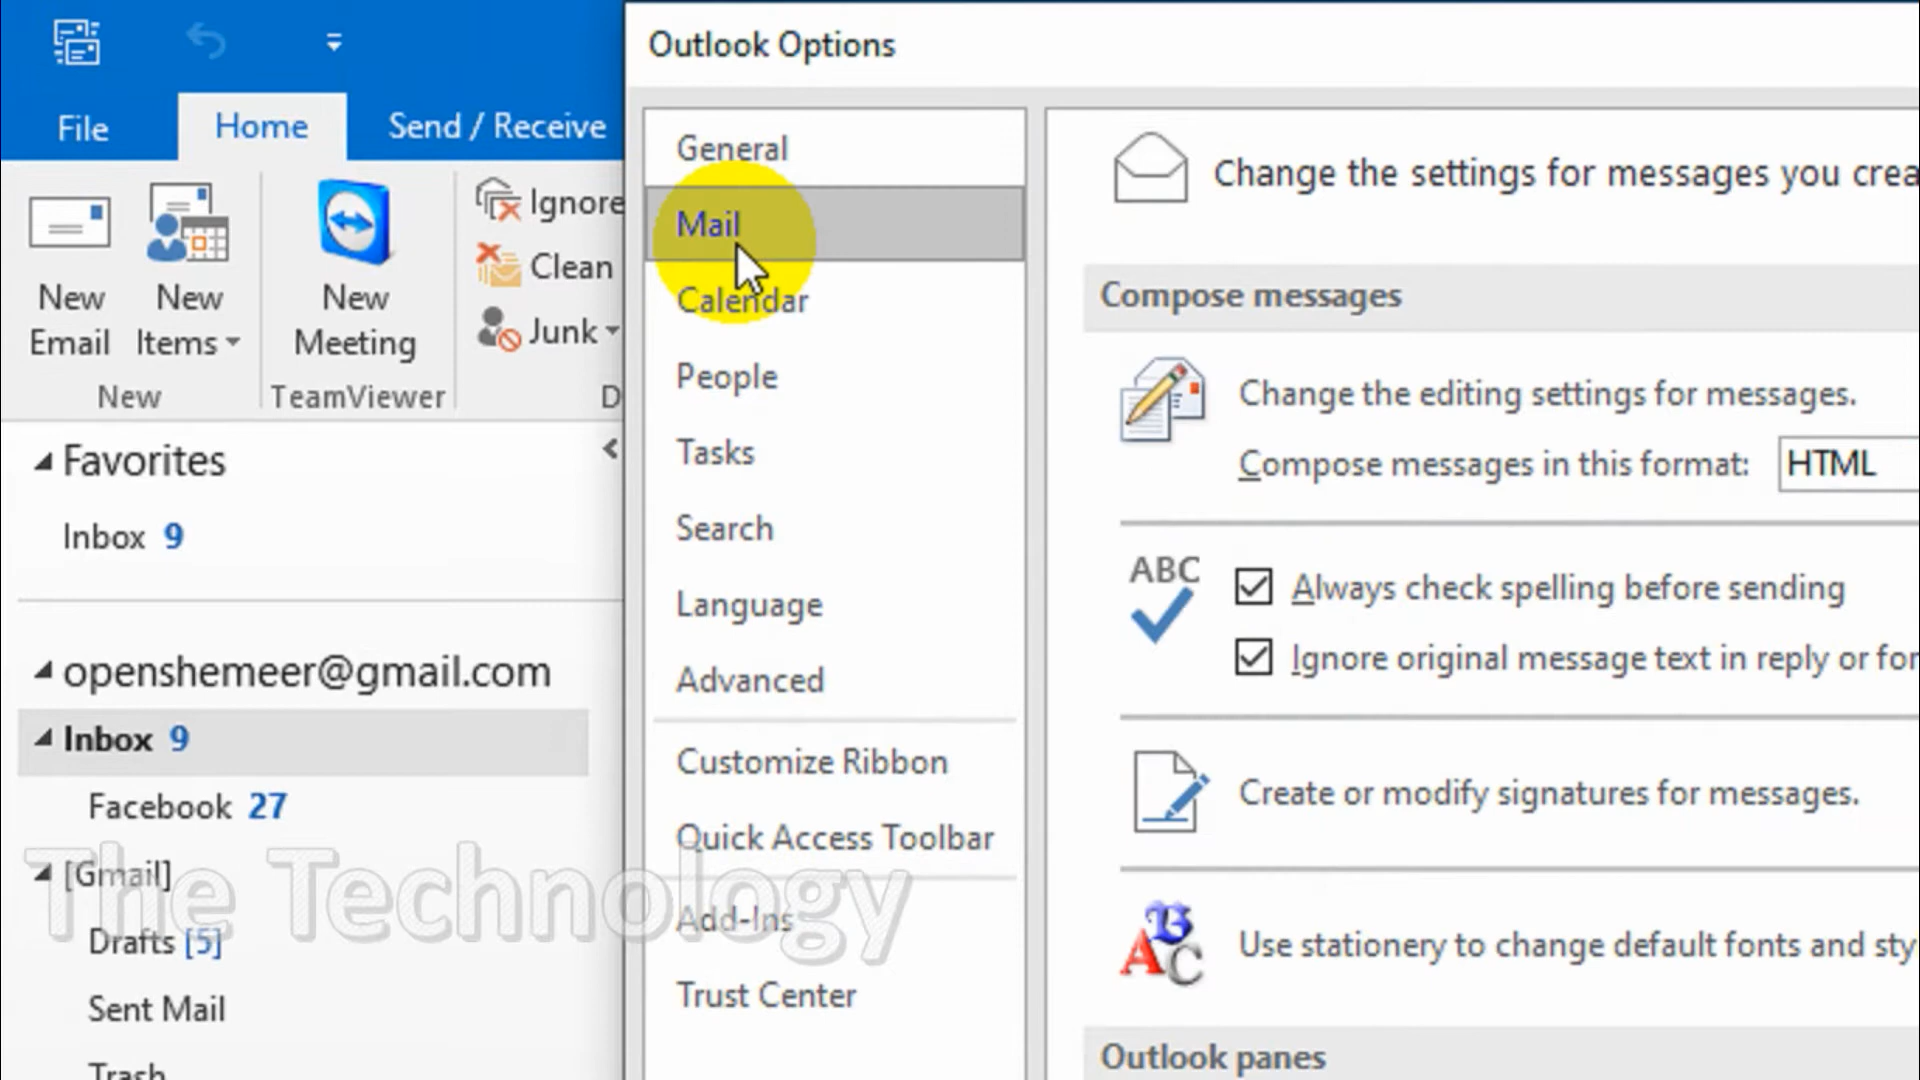 Outlook Options
File
Home
Send / Receive
New
Email
New
Items
New
Meeting
Ignore
Clean
Junk
New
TeamViewer
D
Favorites
Inbox 9
openshemeer@gmail.com
Inbox 9
Facebook 27
[Gmail]
Drafts [5]
Sent Mail
Trash
General
Mail
Calendar
People
Tasks
Search
Language
Advanced
Customize Ribbon
Quick Access Toolbar
Add-Ins
Trust Center
Change the settings for messages you crea
Compose messages
Change the editing settings for messages.
Compose messages in this format: HTML
ABC
Always check spelling before sending
Ignore original message text in reply or for
Create or modify signatures for messages.
ABC
Use stationery to change default fonts and sty
Outlook panes
The Technology